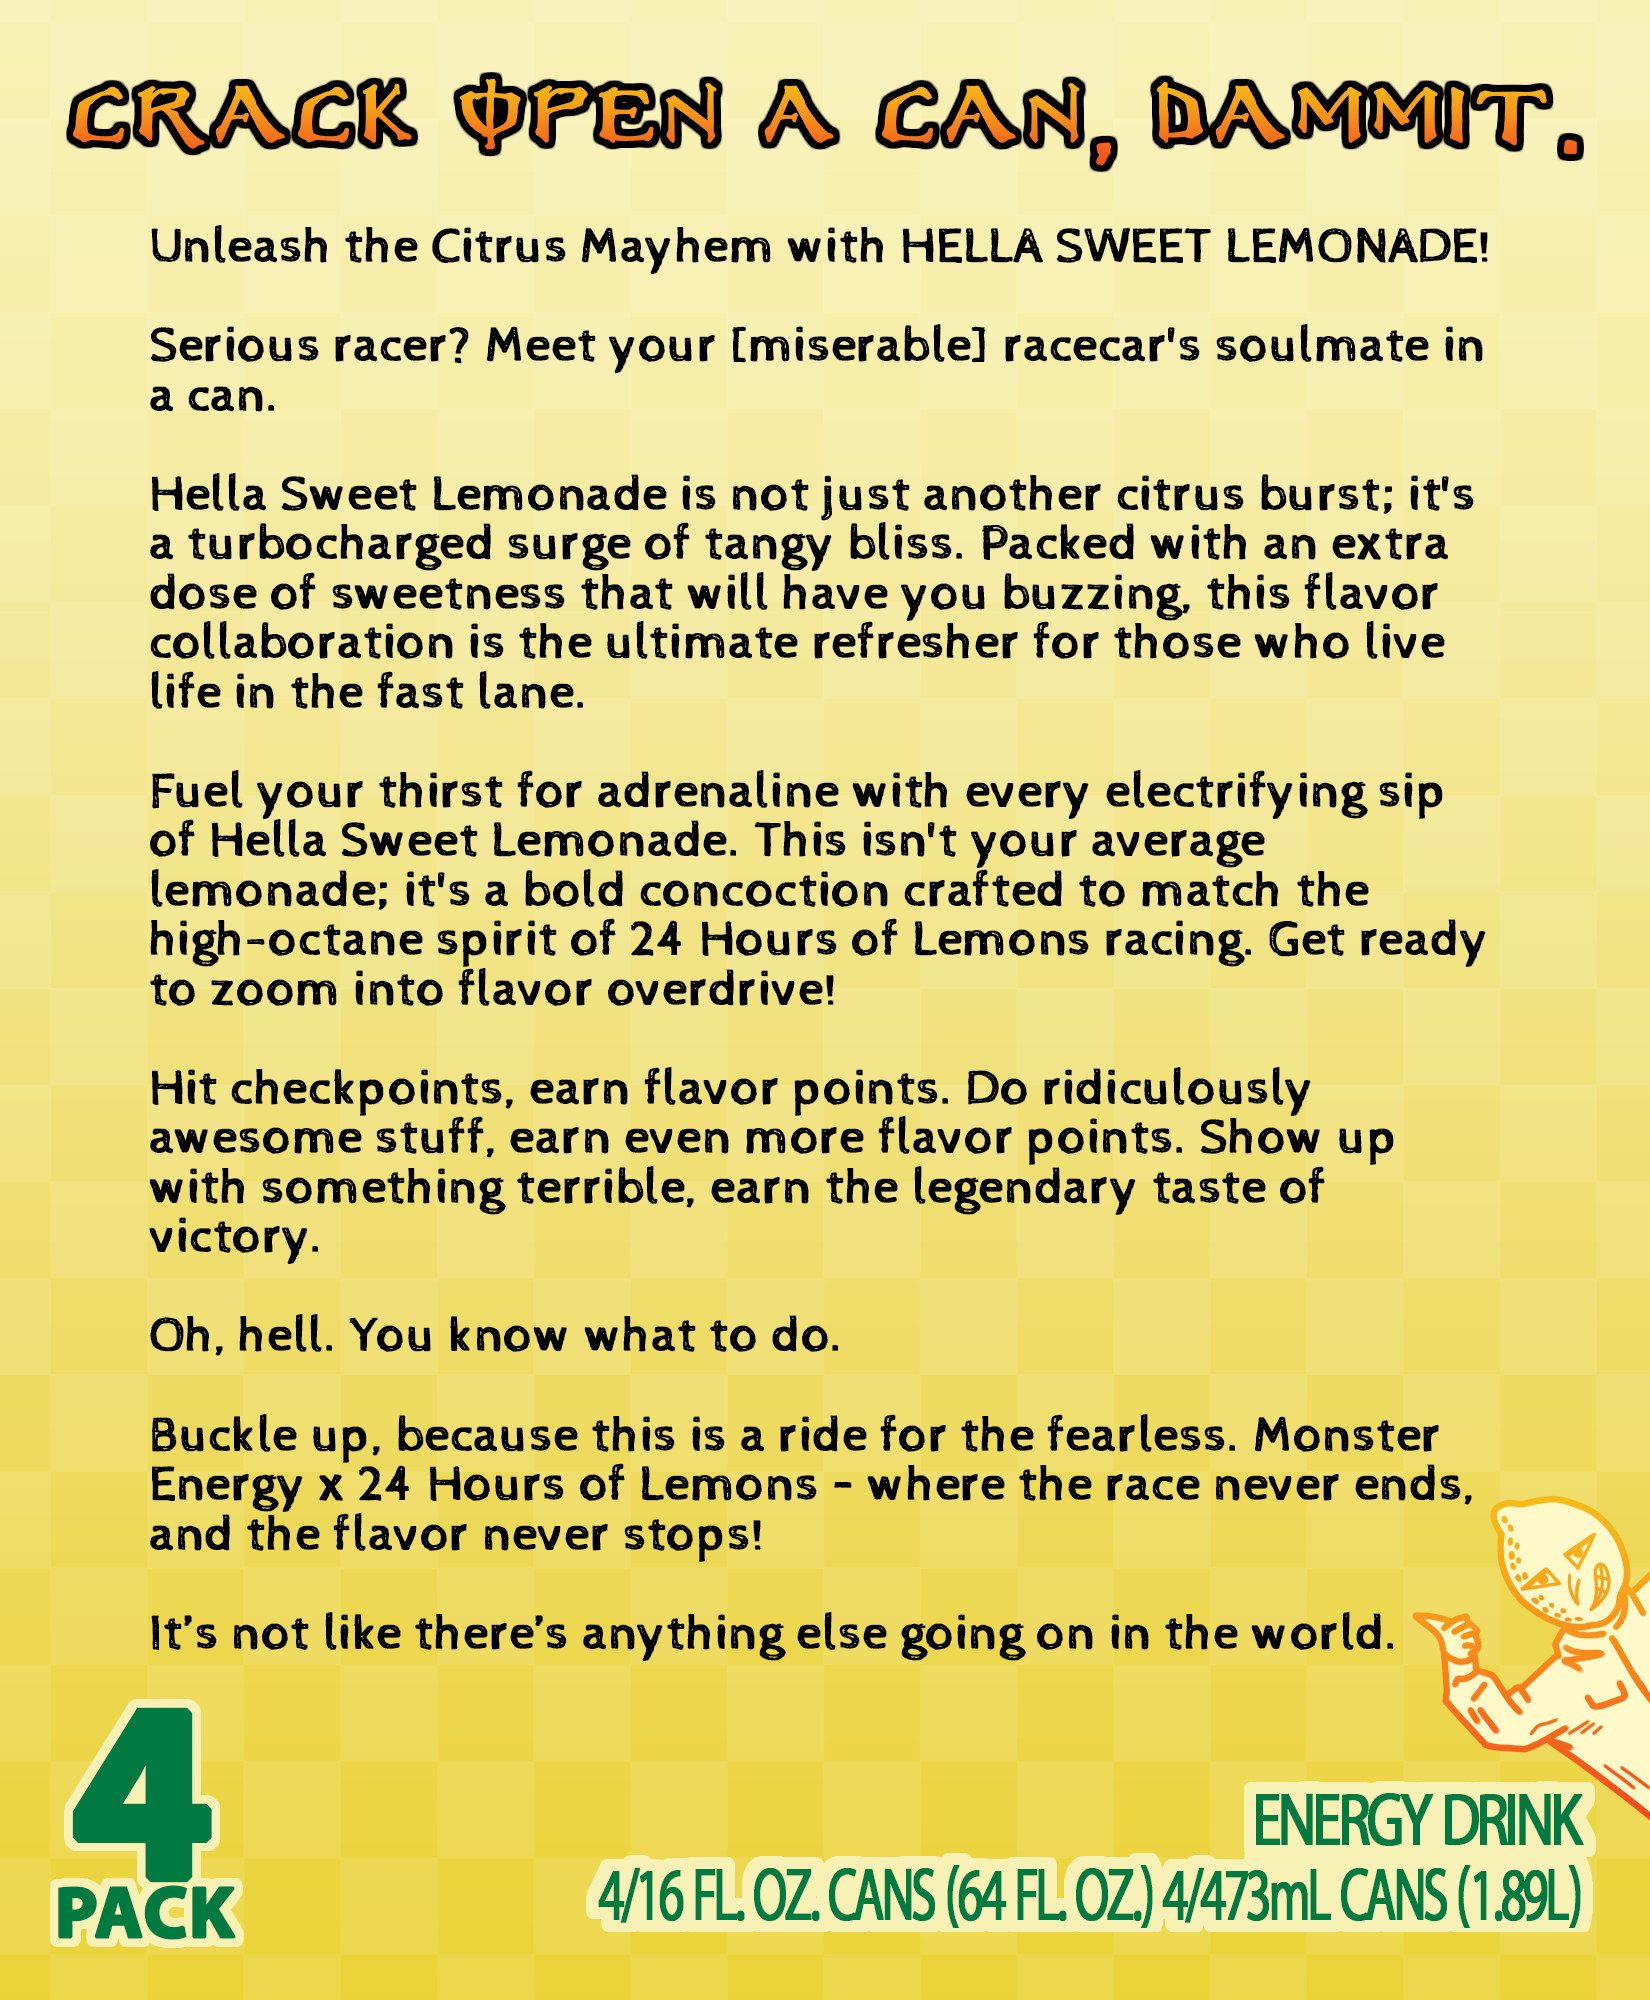 CRACK OPEN A CAN, DAMMIT.
Unleash the Citrus Mayhem with HELLA SWEET LEMONADE!
Serious racer? Meet your [miserable] racecar's soulmate in
a can.
Hella Sweet Lemonade is not just another citrus burst; it's
a turbocharged surge of tangy bliss. Packed with an extra
dose of sweetness that will have you buzzing, this flavor
collaboration is the ultimate refresher for those who live
life in the fast lane.
Fuel your thirst for adrenaline with every electrifying sip
of Hella Sweet Lemonade. This isn't your average
lemonade; it's a bold concoction crafted to match the
high-octane spirit of 24 Hours of Lemons racing. Get ready
to zoom into flavor overdrive!
Hit checkpoints, earn flavor points. Do ridiculously
awesome stuff, earn even more flavor points. Show up
with something terrible, earn the legendary taste of
victory.
Oh, hell. You know what to do.
Buckle up, because this is a ride for the fearless. Monster
Energy x 24 Hours of Lemons - where the race never ends,
and the flavor never stops!
It’s not like there’s anything else going on in the world.
4
PACK
ENERGY DRINK
4/16 FL. OZ. CANS (64 FL. OZ.) 4/473mL CANS (1.89L)